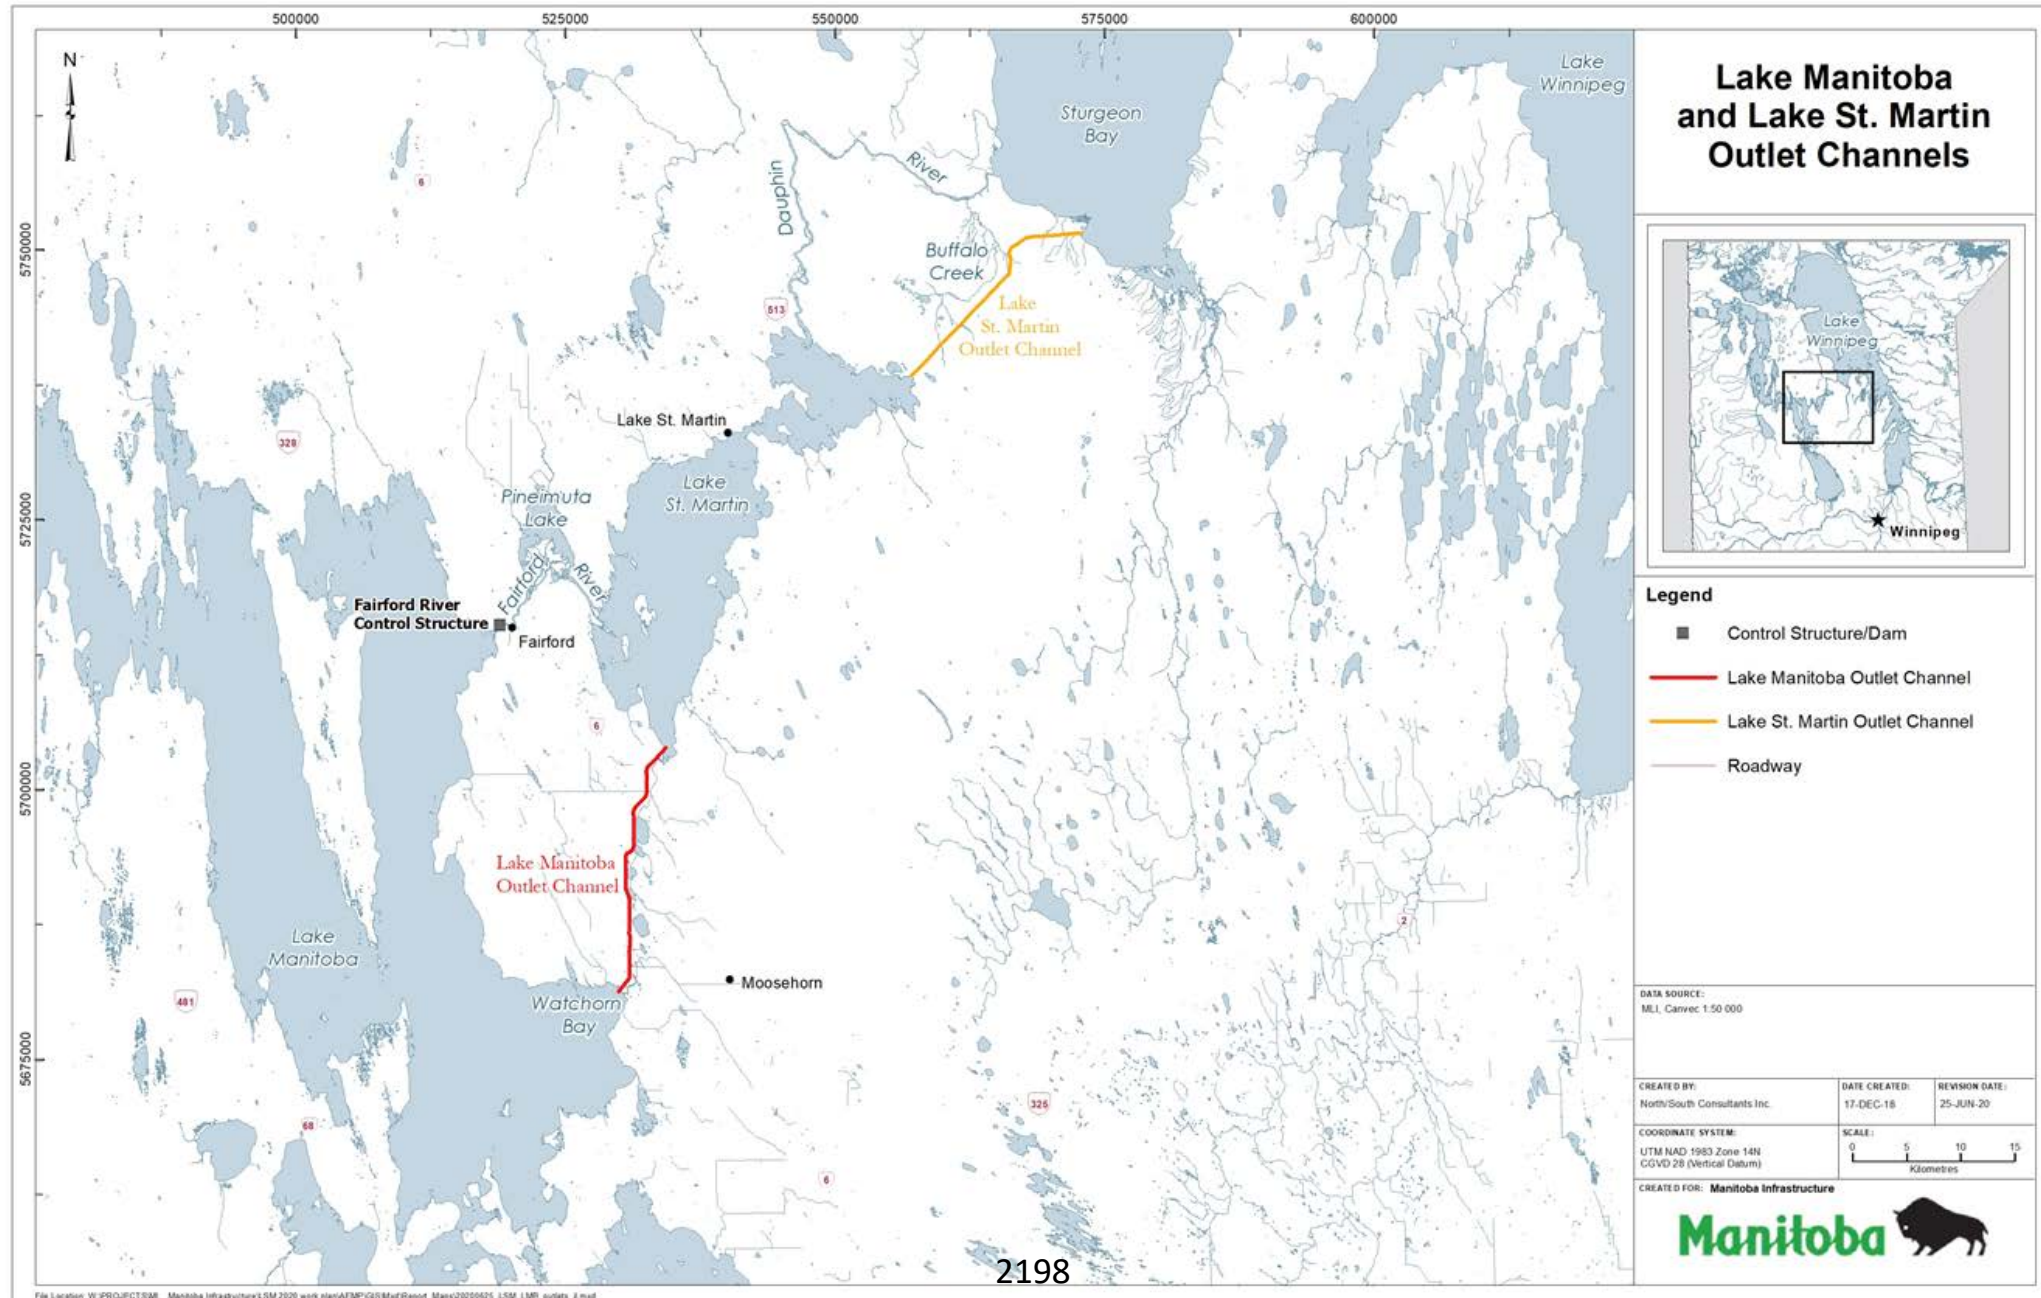 500000
525000
550000
575000
600000
5750000
5725000
5700000
5675000
N
Lake
Winnipeg
Sturgeon
Bay
River
Dauphin
Buffalo
Creek
Lake
St. Martin
Outlet Channel
6
513
328
Lake St. Martin
Lake
St. Martin
Pineimuta
Lake
Fairford
River
Fairford River
Control Structure
Fairford
6
Lake Manitoba
Outlet Channel
Lake
Manitoba
Watchorn
Bay
Moosehorn
481
68
2
325
6
2198
Lake Manitoba
and Lake St. Martin
Outlet Channels
Lake
Winnipeg
Winnipeg
Legend
Control Structure/Dam
Lake Manitoba Outlet Channel
Lake St. Martin Outlet Channel
Roadway
DATA SOURCE:
MLI, Canvec 1:50 000
CREATED BY:
North/South Consultants Inc.
DATE CREATED:
17-DEC-18
REVISION DATE:
25-JUN-20
COORDINATE SYSTEM:
UTM NAD 1983 Zone 14N
CGVD 28 (Vertical Datum)
SCALE:
0 5 10 15
Kilometres
CREATED FOR: Manitoba Infrastructure
Manitoba